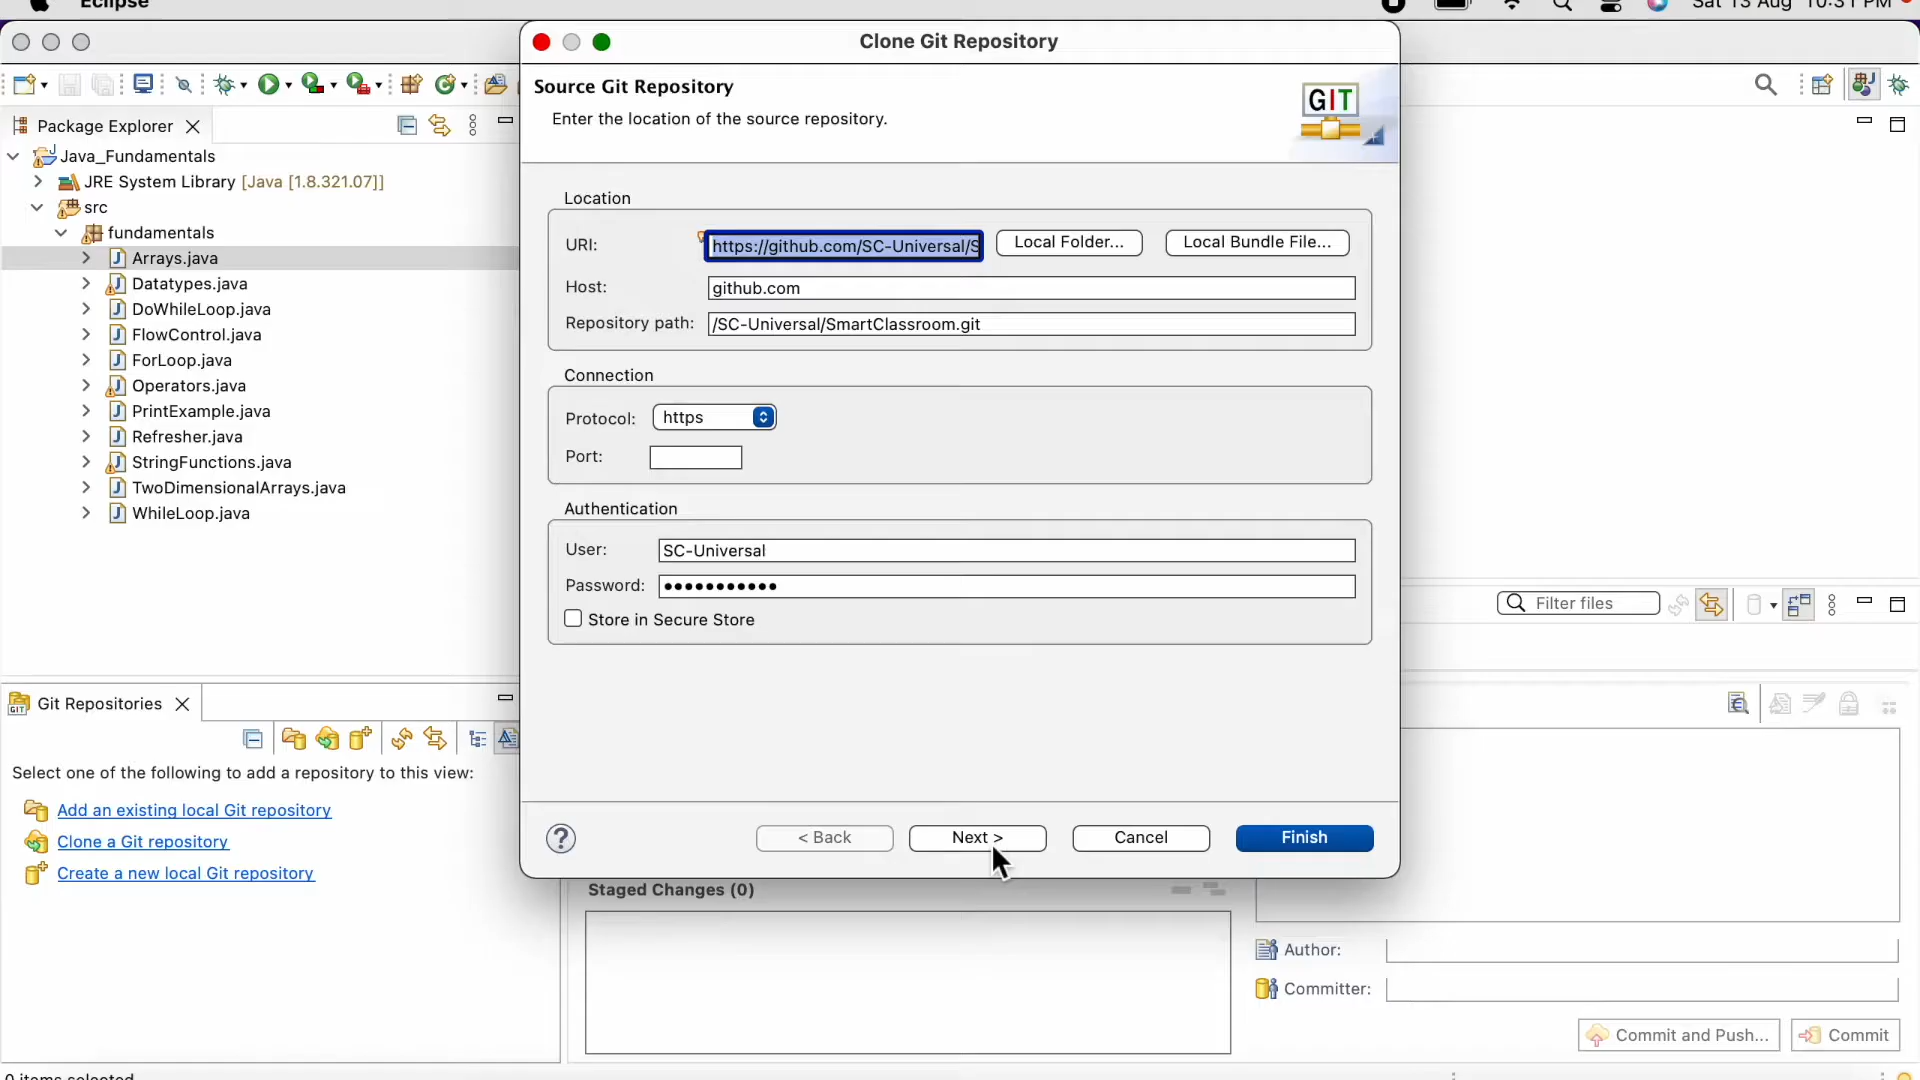 Eclipse
Sat 13 Aug 10:31 PM
Clone Git Repository
Source Git Repository
Enter the location of the source repository.
GIT
Package Explorer
Java_Fundamentals
JRE System Library [Java [1.8.321.07]]
src
fundamentals
Arrays.java
Datatypes.java
DoWhileLoop.java
FlowControl.java
ForLoop.java
Operators.java
PrintExample.java
Refresher.java
StringFunctions.java
TwoDimensionalArrays.java
WhileLoop.java
Location
URI: https://github.com/SC-Universal/S
Local Folder... Local Bundle File...
Host: github.com
Repository path: /SC-Universal/SmartClassroom.git
Connection
Protocol: https
Port:
Authentication
User: SC-Universal
Password: ●●●●●●●●●●●
Store in Secure Store
< Back Next > Cancel Finish
Filter files
Git Repositories
Select one of the following to add a repository to this view:
Add an existing local Git repository
Clone a Git repository
Create a new local Git repository
Staged Changes (0)
Author:
Committer:
Commit and Push... Commit
0 items selected